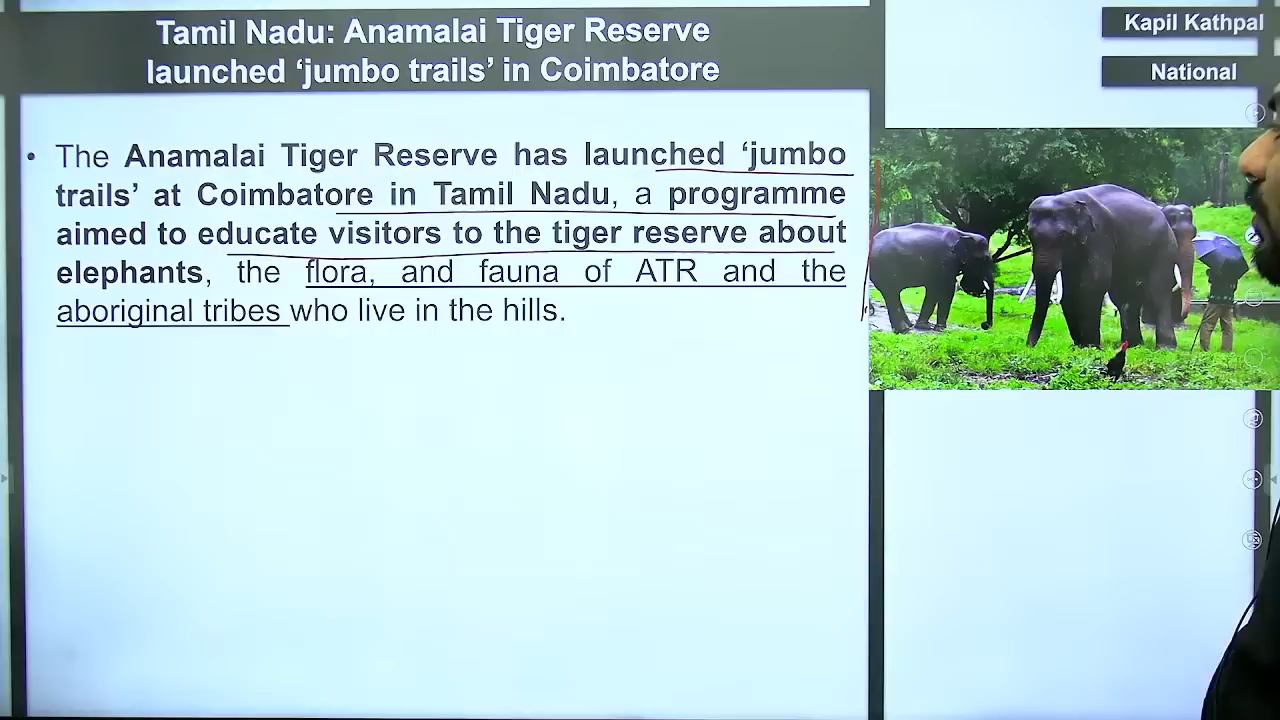 Tamil Nadu: Anamalai Tiger Reserve
launched ‘jumbo trails’ in Coimbatore
Kapil Kathpal
National
• The Anamalai Tiger Reserve has launched ‘jumbo
trails’ at Coimbatore in Tamil Nadu, a programme
aimed to educate visitors to the tiger reserve about
elephants, the flora, and fauna of ATR and the
aboriginal tribes who live in the hills.